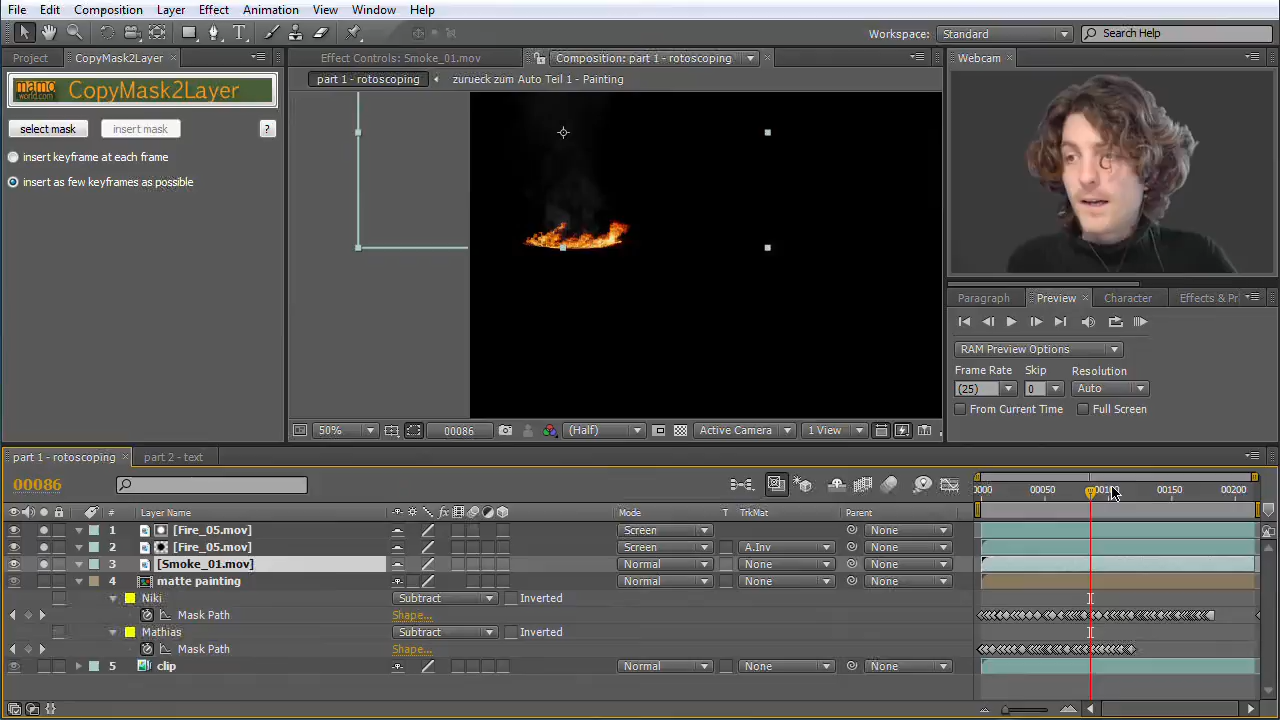 File Edit Composition Layer Effect Animation View Window Help
Workspace: Standard Search Help
Project CopyMask2Layer Effect Controls: Smoke_01.mov Composition: part 1 - rotoscoping Webcam
mamo world.com CopyMask2Layer
part 1 - rotoscoping zurueck zum Auto Teil 1 - Painting
select mask insert mask ?
insert keyframe at each frame
insert as few keyframes as possible
Paragraph Preview Character Effects & Pr
RAM Preview Options
Frame Rate Skip Resolution
(25) 0 Auto
From Current Time Full Screen
50% 00086 (Half) Active Camera 1 View
part 1 - rotoscoping part 2 - text
00086
0000 00050 00100 00150 00200
# Layer Name Mode T TrkMat Parent
1 [Fire_05.mov] Screen None
2 [Fire_05.mov] Screen A.Inv None
3 [Smoke_01.mov] Normal None None
4 matte painting Normal None None
Niki Subtract Inverted
Mask Path Shape...
Mathias Subtract Inverted
Mask Path Shape...
5 clip Normal None None